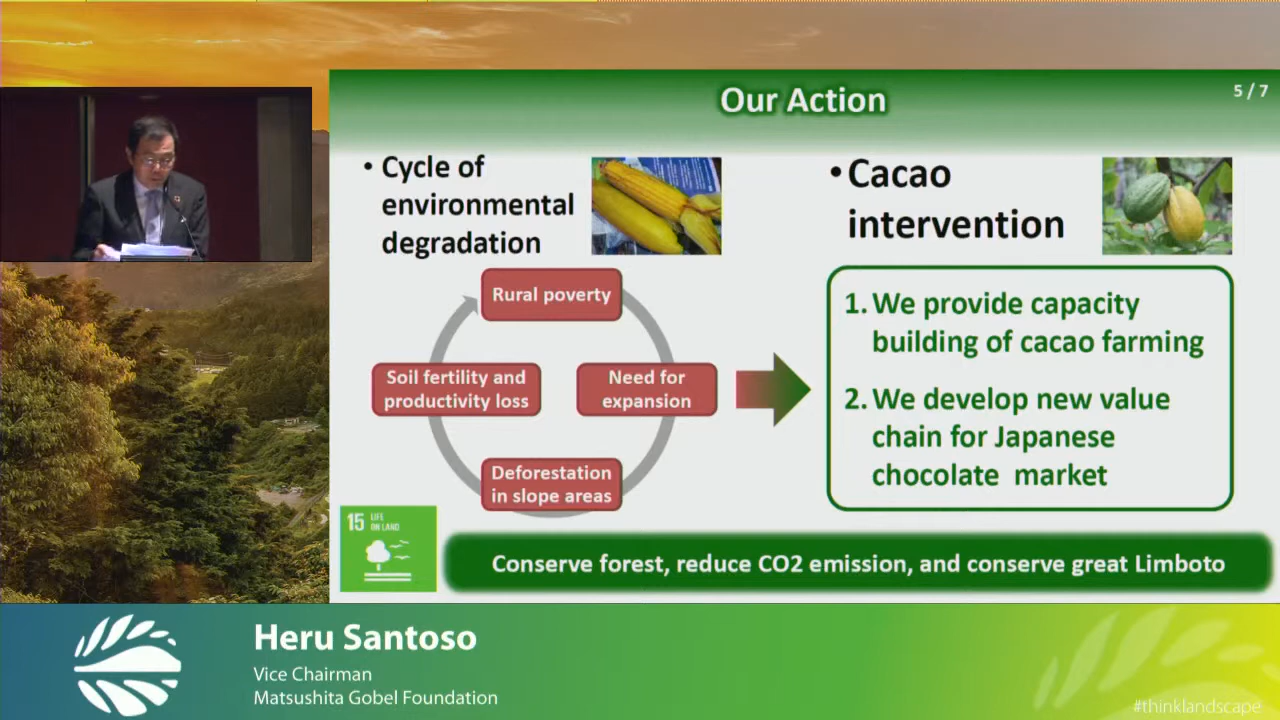 Our Action
5 / 7
• Cycle of
environmental
degradation
• Cacao
intervention
Rural poverty
Need for
expansion
Deforestation
in slope areas
Soil fertility and
productivity loss
1. We provide capacity
building of cacao farming
2. We develop new value
chain for Japanese
chocolate market
15 LIFE
ON LAND
Conserve forest, reduce CO2 emission, and conserve great Limboto
Heru Santoso
Vice Chairman
Matsushita Gobel Foundation
#thinklandscape